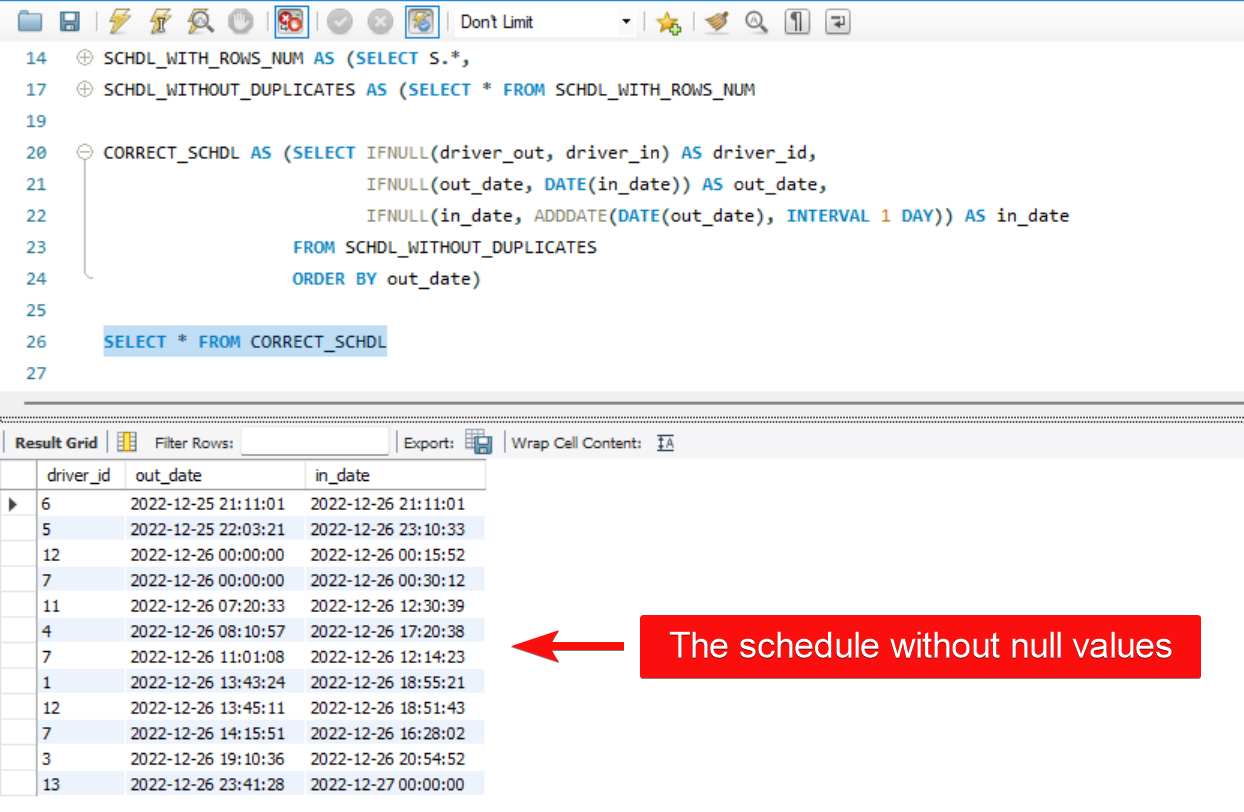 Don't Limit
14 SCHDL_WITH_ROWS_NUM AS (SELECT S.*,
17 SCHDL_WITHOUT_DUPLICATES AS (SELECT * FROM SCHDL_WITH_ROWS_NUM
19
20 CORRECT_SCHDL AS (SELECT IFNULL(driver_out, driver_in) AS driver_id,
21 IFNULL(out_date, DATE(in_date)) AS out_date,
22 IFNULL(in_date, ADDDATE(DATE(out_date), INTERVAL 1 DAY)) AS in_date
23 FROM SCHDL_WITHOUT_DUPLICATES
24 ORDER BY out_date)
25
26 SELECT * FROM CORRECT_SCHDL
27
Result Grid Filter Rows: Export: Wrap Cell Content: IA
driver_id out_date in_date
6 2022-12-25 21:11:01 2022-12-26 21:11:01
5 2022-12-25 22:03:21 2022-12-26 23:10:33
12 2022-12-26 00:00:00 2022-12-26 00:15:52
7 2022-12-26 00:00:00 2022-12-26 00:30:12
11 2022-12-26 07:20:33 2022-12-26 12:30:39
4 2022-12-26 08:10:57 2022-12-26 17:20:38
7 2022-12-26 11:01:08 2022-12-26 12:14:23
1 2022-12-26 13:43:24 2022-12-26 18:55:21
12 2022-12-26 13:45:11 2022-12-26 18:51:43
7 2022-12-26 14:15:51 2022-12-26 16:28:02
3 2022-12-26 19:10:36 2022-12-26 20:54:52
13 2022-12-26 23:41:28 2022-12-27 00:00:00
The schedule without null values